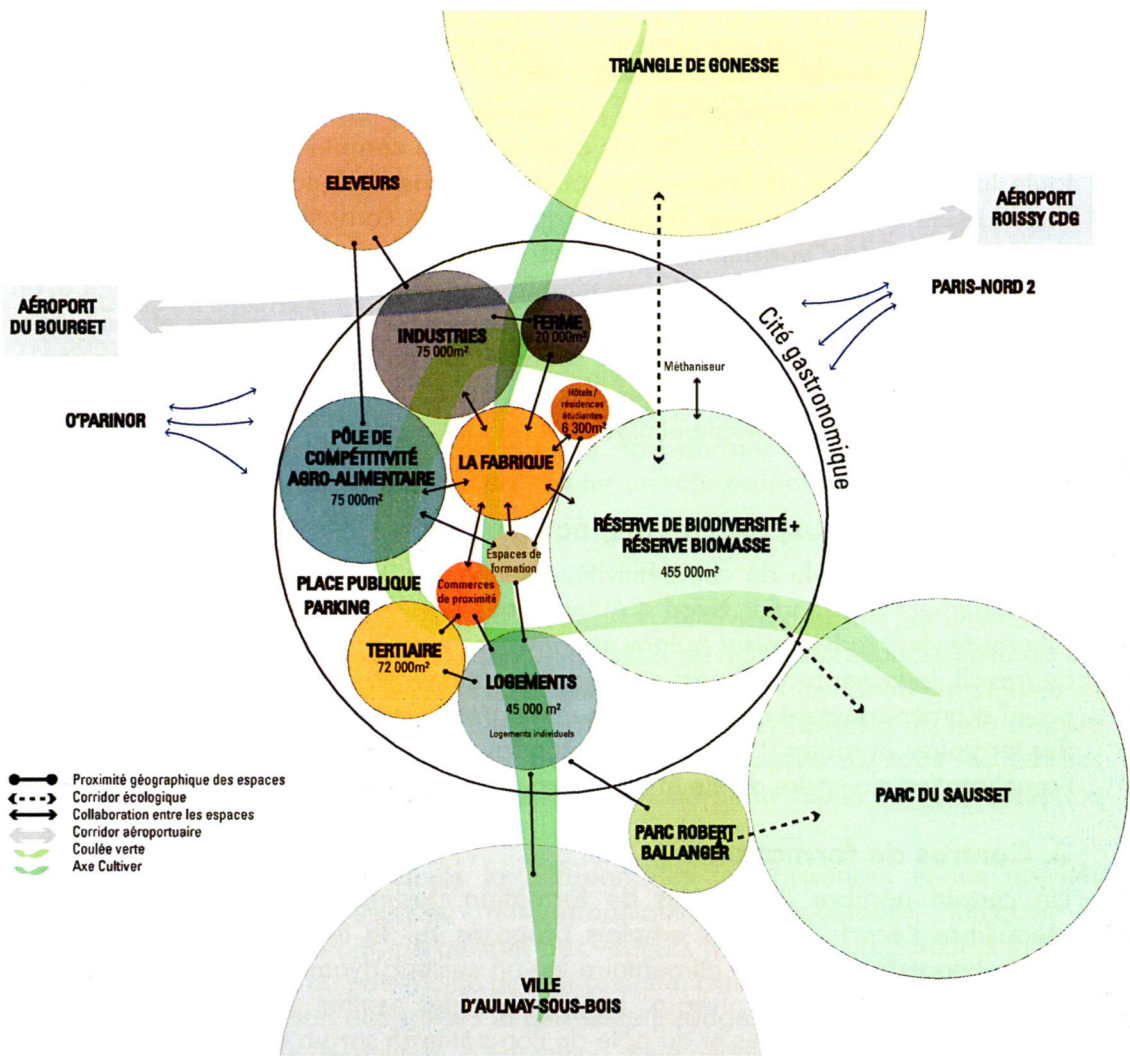 TRIANGLE DE GONESSE
ELEVEURS
AÉROPORT
ROISSY CDG
AÉROPORT
DU BOURGET
PARIS-NORD 2
Cité gastronomique
INDUSTRIES
75 000m²
FERME
20 000m²
Méthaniseur
O'PARINOR
Hôtels /
résidences
étudiantes
6 300m²
PÔLE DE
COMPÉTITIVITÉ
AGRO-ALIMENTAIRE
75 000m²
LA FABRIQUE
RÉSERVE DE BIODIVERSITÉ +
RÉSERVE BIOMASSE
455 000m²
Espaces de
formation
PLACE PUBLIQUE
PARKING
Commerces
de proximité
TERTIAIRE
72 000m²
LOGEMENTS
45 000 m²
Logements individuels
Proximité géographique des espaces
Corridor écologique
Collaboration entre les espaces
Corridor aéroportuaire
Coulée verte
Axe Cultiver
PARC DU SAUSSET
PARC ROBERT
BALLANGER
VILLE
D'AULNAY-SOUS-BOIS